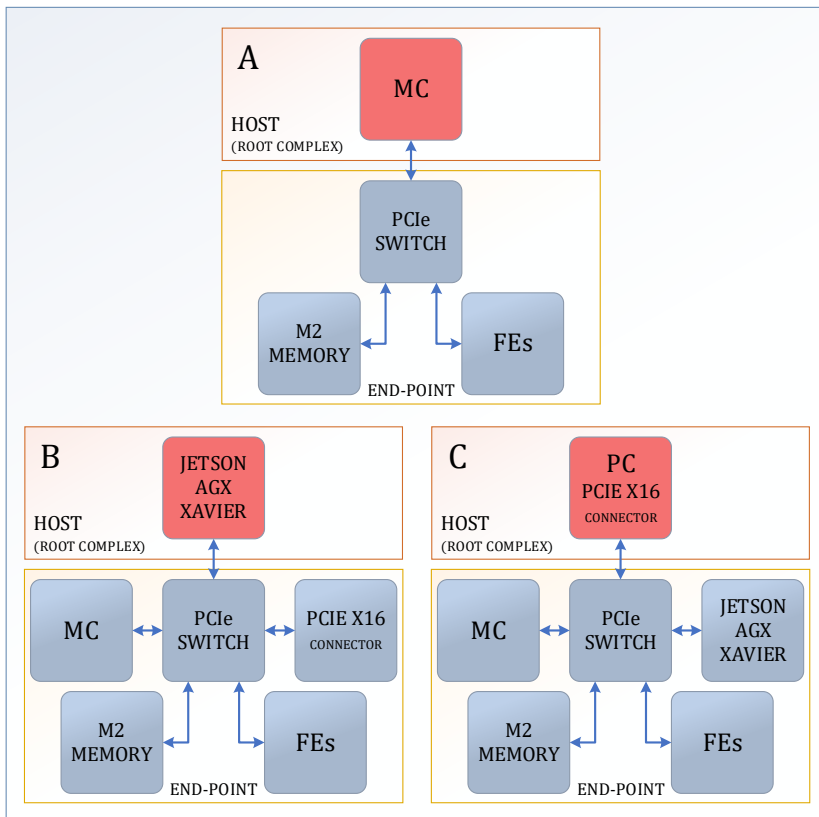 A
MC
HOST
(ROOT COMPLEX)
PCIe
SWITCH
M2
MEMORY
FEs
END-POINT
B
JETSON
AGX
XAVIER
HOST
(ROOT COMPLEX)
MC
PCIe
SWITCH
PCIE X16
CONNECTOR
M2
MEMORY
FEs
END-POINT
C
PC
PCIE X16
CONNECTOR
HOST
(ROOT COMPLEX)
MC
PCIe
SWITCH
JETSON
AGX
XAVIER
M2
MEMORY
FEs
END-POINT